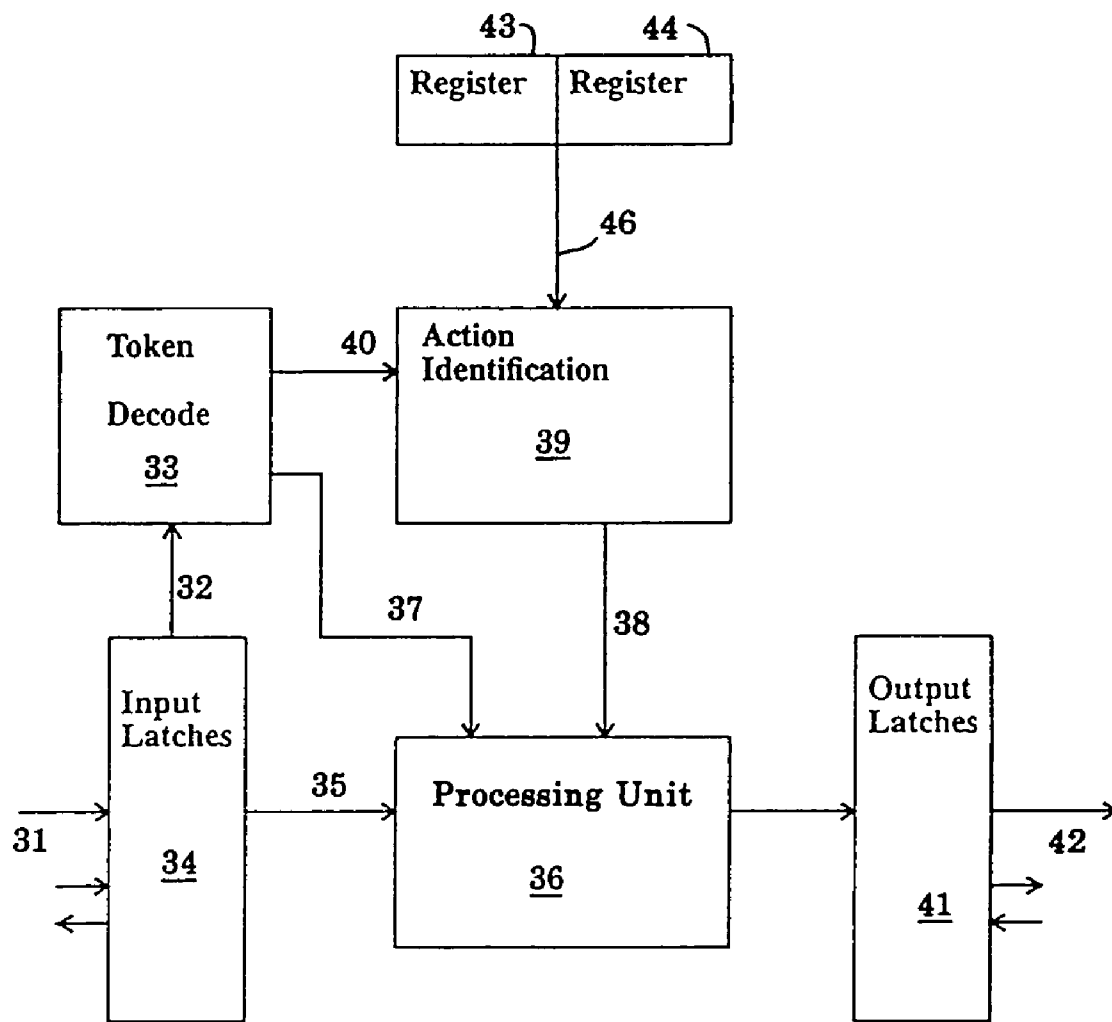 43
44
Register
Register
46
Token
Decode
33
40
Action
Identification
39
32
37
38
Input
Latches
34
31
35
Processing Unit
36
Output
Latches
41
42